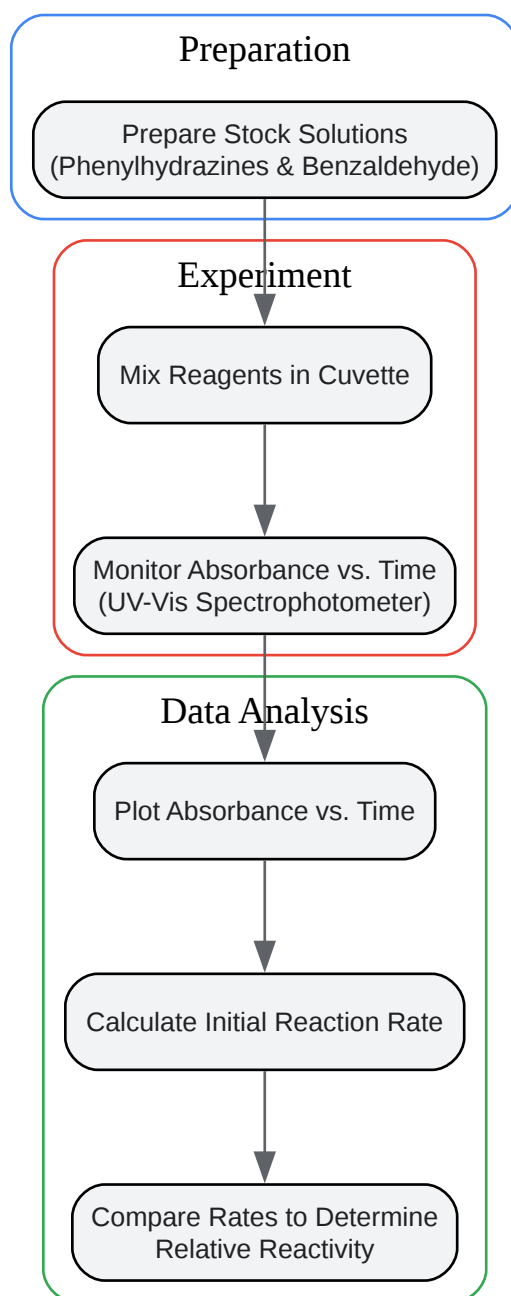 Preparation
Prepare Stock Solutions
(Phenylhydrazines & Benzaldehyde)
Experiment
Mix Reagents in Cuvette
Monitor Absorbance vs. Time
(UV-Vis Spectrophotometer)
Data Analysis
Plot Absorbance vs. Time
Calculate Initial Reaction Rate
Compare Rates to Determine
Relative Reactivity